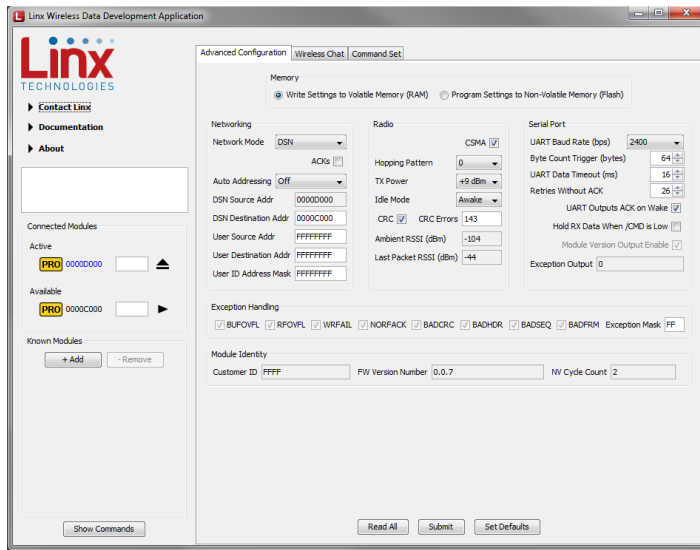 Linx Wireless Data Development Application
Linx
TECHNOLOGIES
Contact Linx
Documentation
About
Connected Modules
Active
PRO 0000D000
Available
PRO 0000C000
Known Modules
+ Add - Remove
Show Commands
Advanced Configuration Wireless Chat Command Set
Memory
Write Settings to Volatile Memory (RAM) Program Settings to Non-Volatile Memory (Flash)
Networking
Network Mode DSN
ACKs
Auto Addressing Off
DSN Source Addr 0000D000
DSN Destination Addr 0000C000
User Source Addr FFFFFFFF
User Destination Addr FFFFFFFF
User ID Address Mask FFFFFFFF
Radio
CSMA
Hopping Pattern 0
TX Power +9 dBm
Idle Mode Awake
CRC CRC Errors 143
Ambient RSSI (dBm) -104
Last Packet RSSI (dBm) -44
Serial Port
UART Baud Rate (bps) 2400
Byte Count Trigger (bytes) 64
UART Data Timeout (ms) 16
Retries Without ACK 26
UART Outputs ACK on Wake
Hold RX Data When /CMD is Low
Module Version Output Enable
Exception Output 0
Exception Handling
BUFOVFL RFOVFL WRFAIL NORFACK BADCRC BADHDR BADSEQ BADFRM Exception Mask FF
Module Identity
Customer ID FFFF FW Version Number 0.0.7 NV Cycle Count 2
Read All Submit Set Defaults